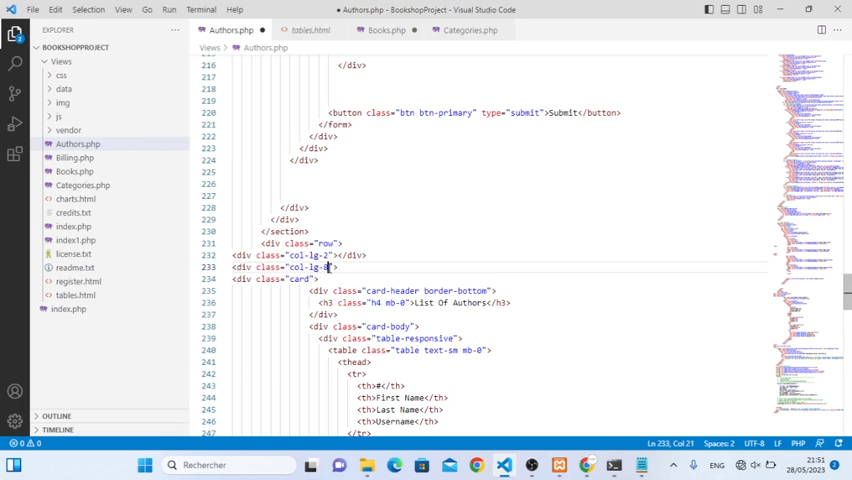 File Edit Selection View Go Run Terminal Help
● Authors.php - BookshopProject - Visual Studio Code
EXPLORER ···
Authors.php ● tables.html Books.php ● Categories.php
Views > Authors.php
BOOKSHOPPROJECT
Views
css
data
img
js
vendor
Authors.php
Billing.php
Books.php
Categories.php
charts.html
credits.txt
index.php
index1.php
license.txt
readme.txt
register.html
tables.html
index.php
OUTLINE
TIMELINE
216 </div>
217
218
219
220 <button class="btn btn-primary" type="submit">Submit</button>
221 </form>
222 </div>
223 </div>
224 </div>
225
226
227
228 </div>
229 </div>
230 </section>
231 <div class="row">
232 <div class="col-lg-2"></div>
233 <div class="col-lg-8">
234 <div class="card">
235 <div class="card-header border-bottom">
236 <h3 class="h4 mb-0">List Of Authors</h3>
237 </div>
238 <div class="card-body">
239 <div class="table-responsive">
240 <table class="table text-sm mb-0">
241 <thead>
242 <tr>
243 <th>#</th>
244 <th>First Name</th>
245 <th>Last Name</th>
246 <th>Username</th>
247 </tr>
0 0
Ln 233, Col 21 Spaces: 2 UTF-8 LF PHP
Rechercher
ENG
21:51
28/05/2023
2